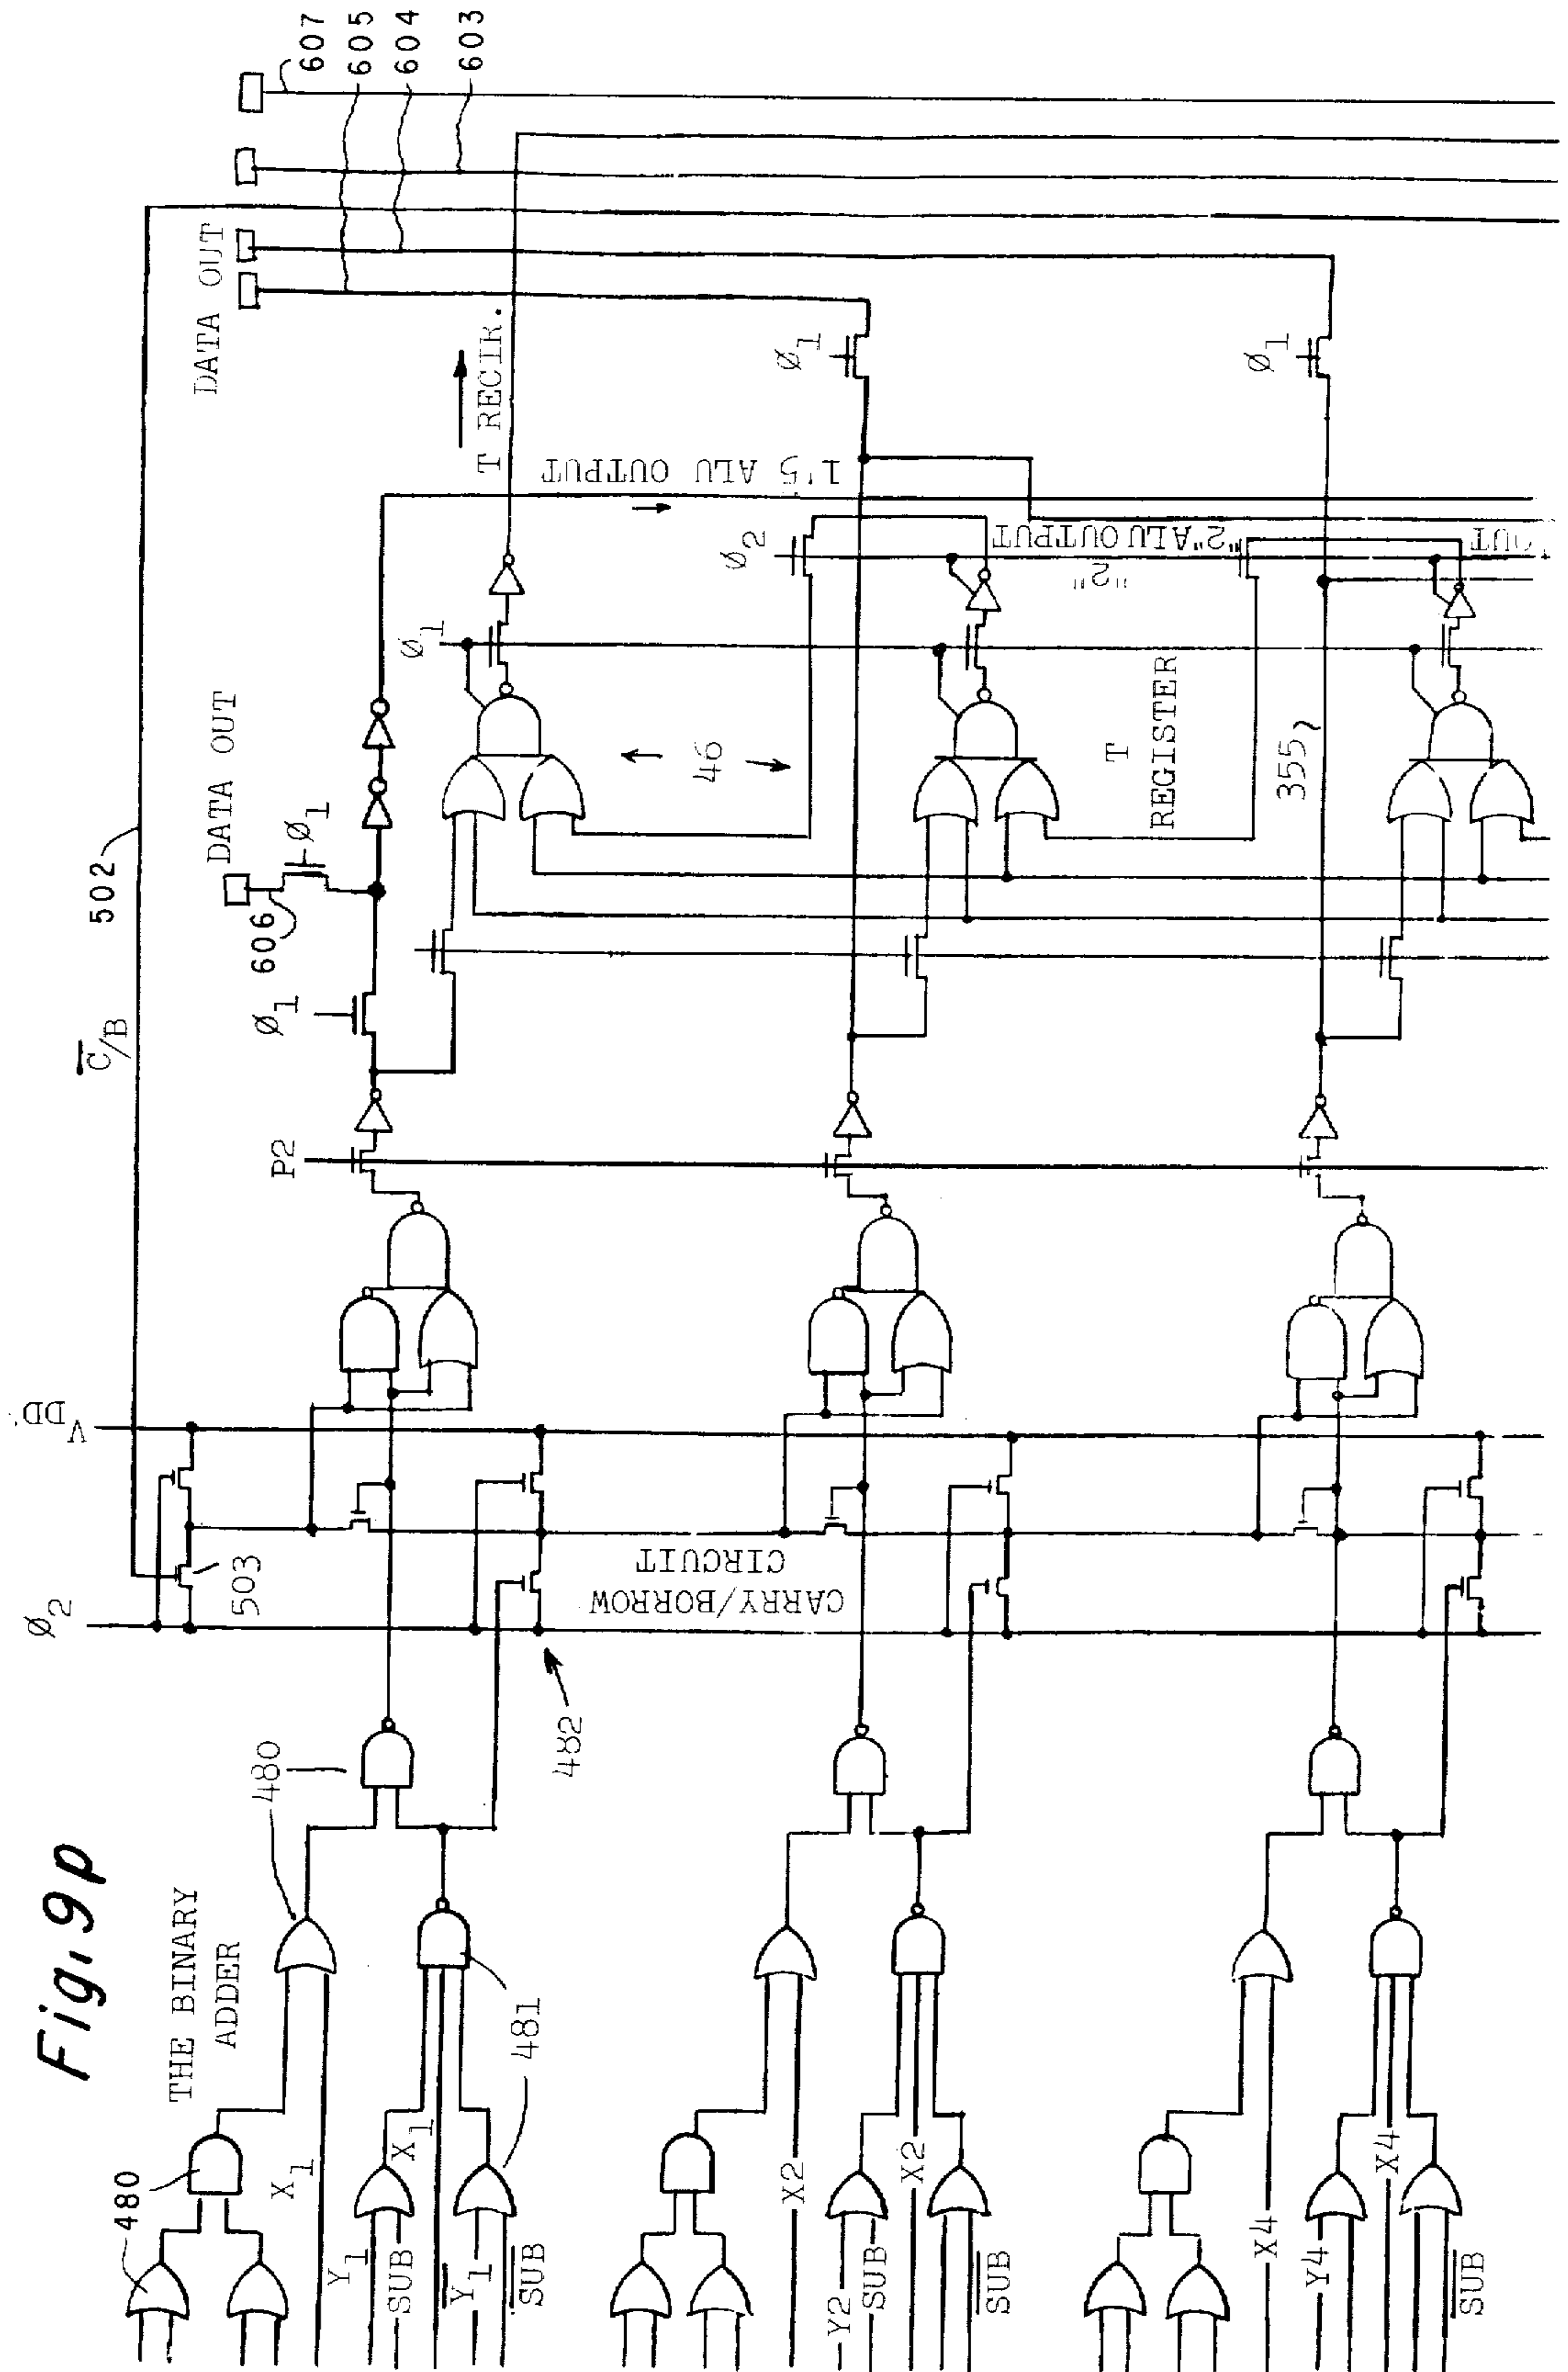 Fig. 9p
THE BINARY
ADDER
480
480
X1
Y1
SUB
X1
Y1
SUB
481
482
X2
Y2
SUB
X2
SUB
X4
Y4
X4
SUB
Ø2
VDD
503
CARRY/BORROW
CIRCUIT
P2
C/B
502
Ø1
606
DATA OUT
Ø1
Ø1
46
T
REGISTER
355
Ø2
"2"
"2" ALU OUTPUT
OUT
1'S ALU OUTPUT
T RECIR.
Ø1
Ø1
DATA OUT
607
605
604
603